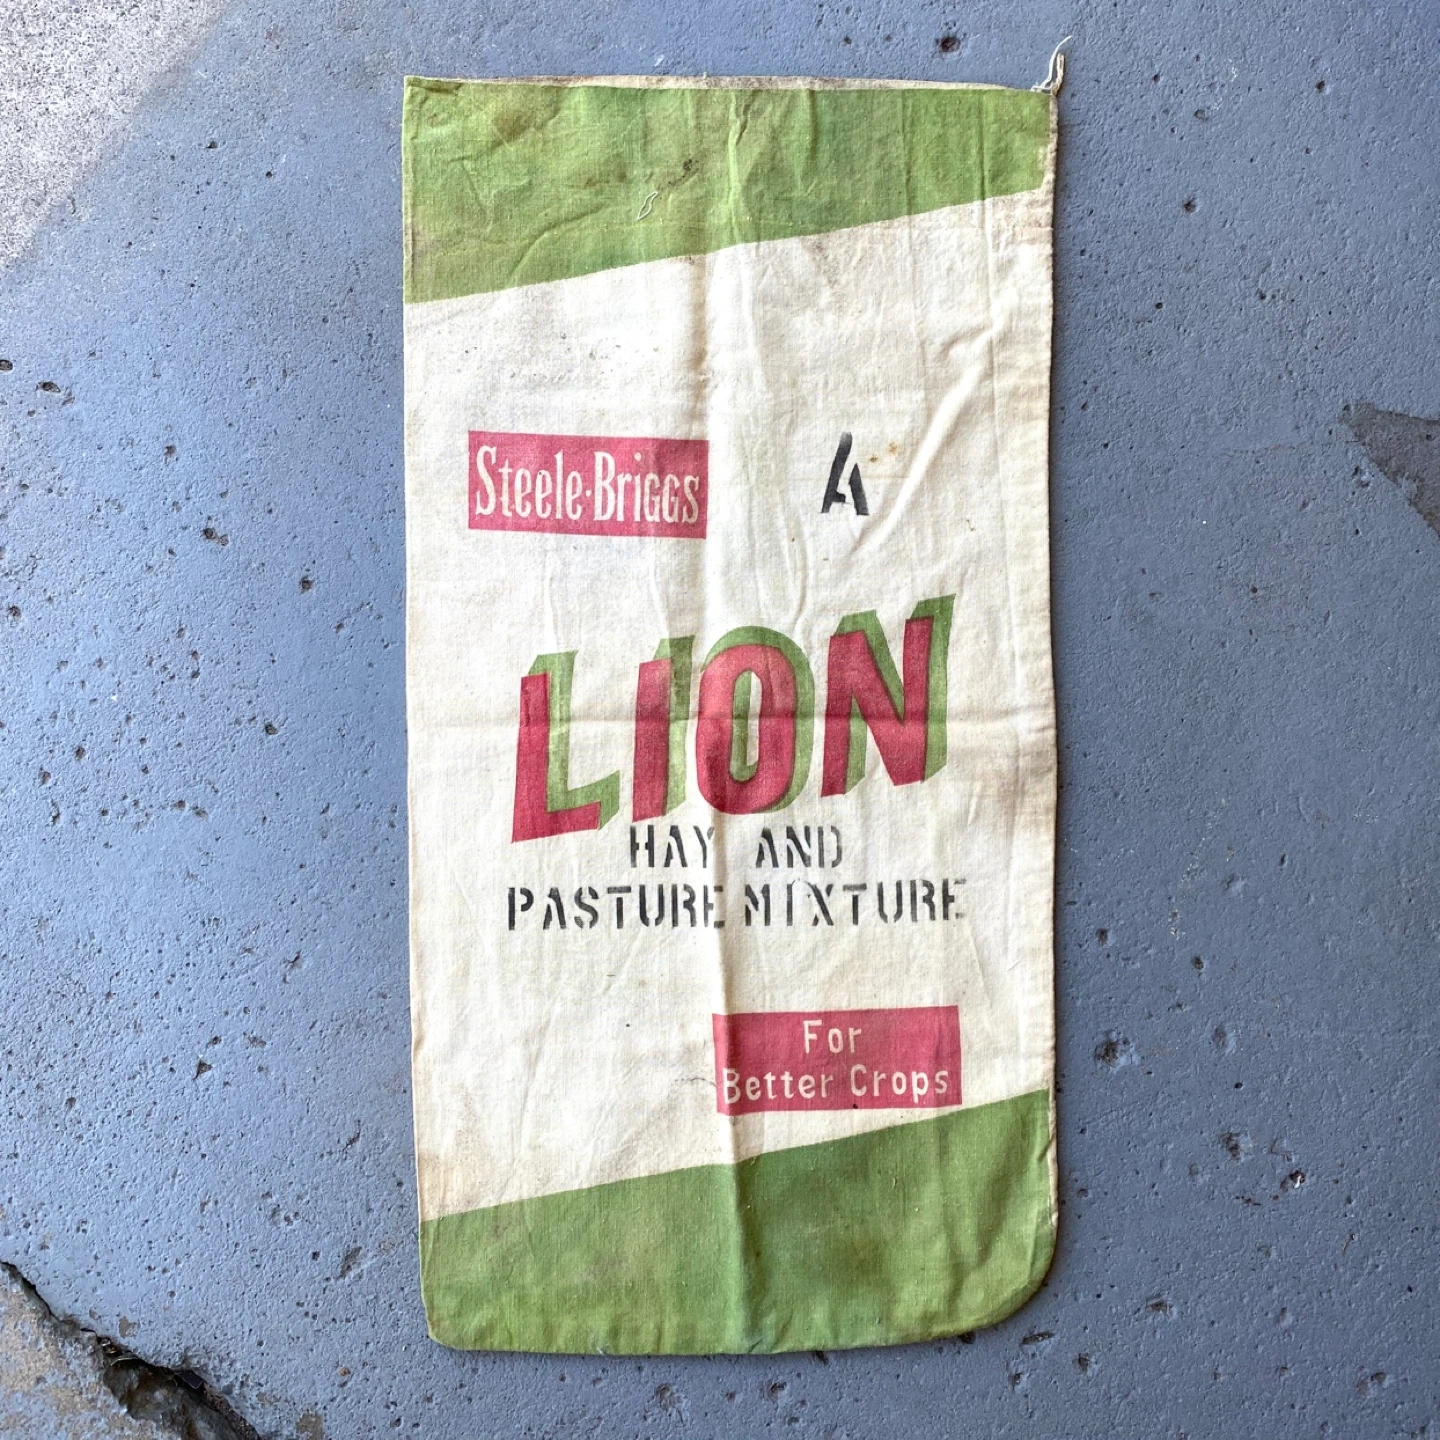 Steele·Briggs
A
LION
HAY AND
PASTURE MIXTURE
For
Better Crops